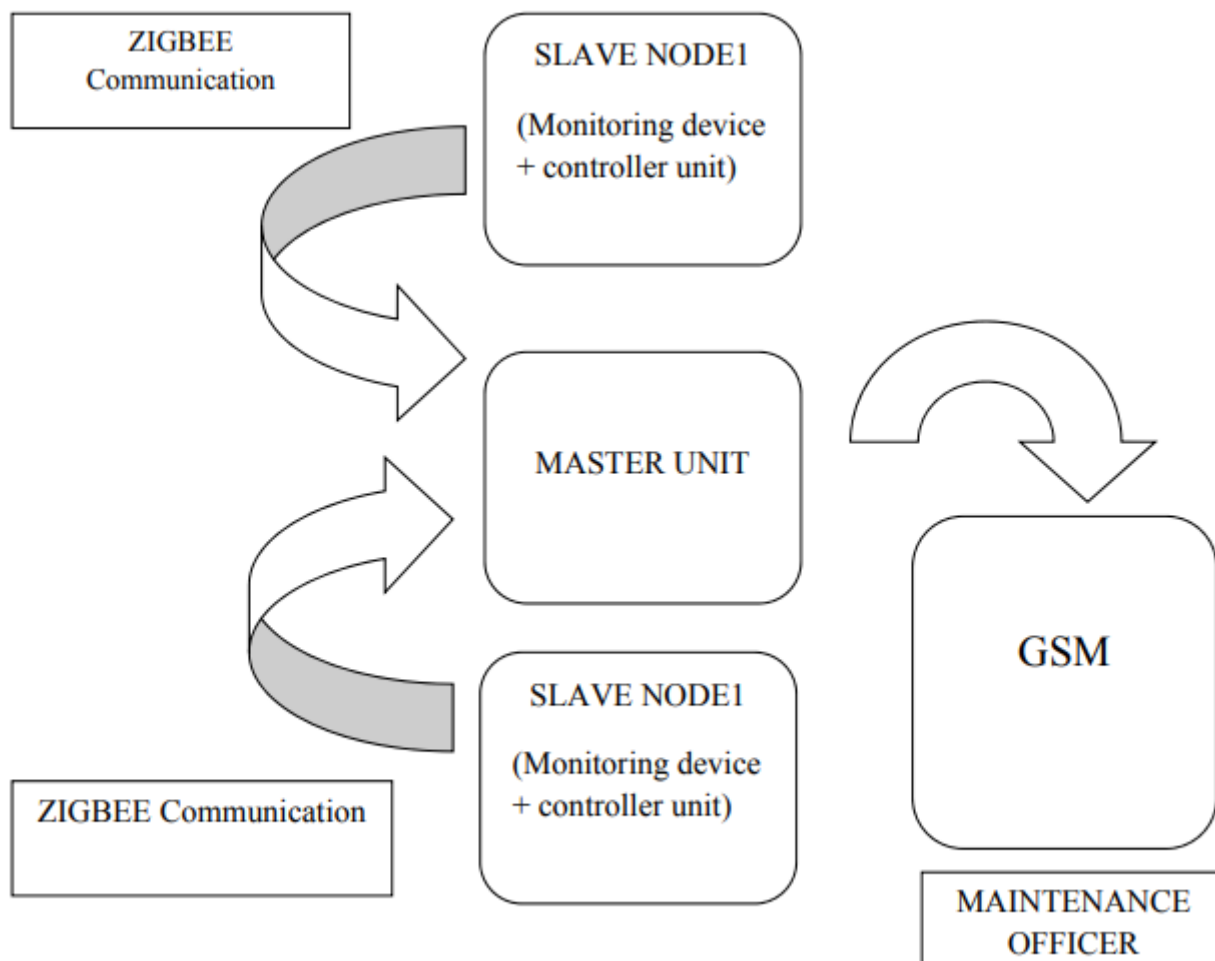 ZIGBEE
Communication
SLAVE NODE1
(Monitoring device
+ controller unit)
MASTER UNIT
GSM
SLAVE NODE1
(Monitoring device
+ controller unit)
ZIGBEE Communication
MAINTENANCE
OFFICER